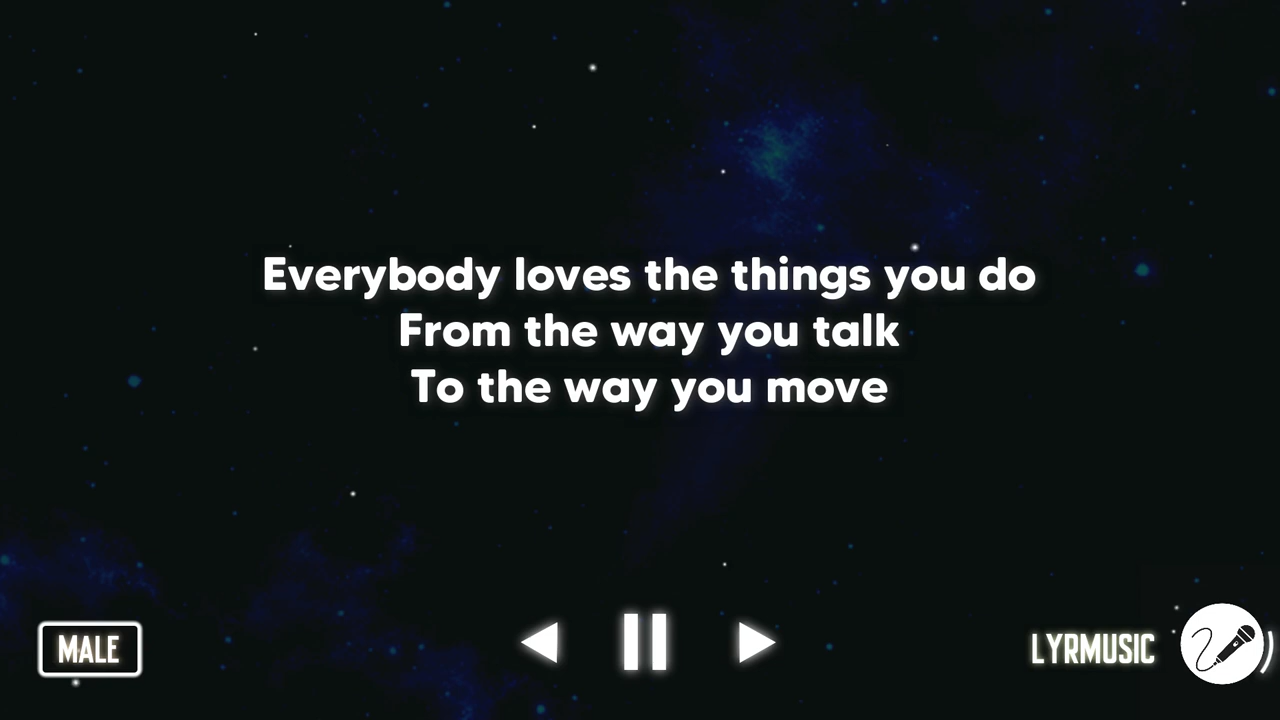 Everybody loves the things you do
From the way you talk
To the way you move
MALE
LYRMUSIC